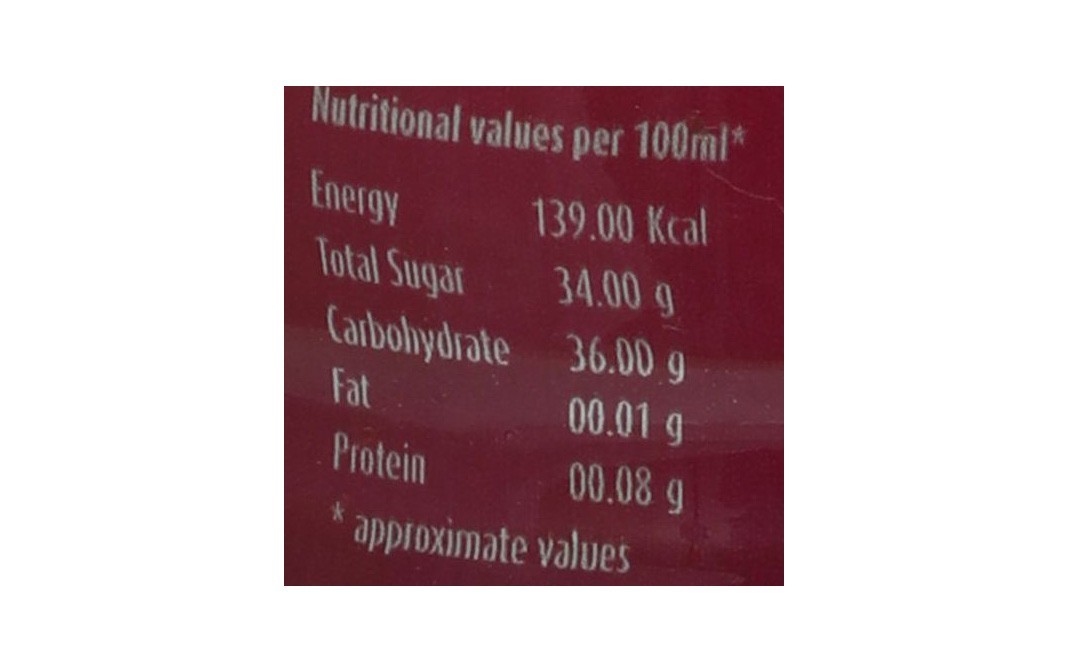 Nutritional values per 100ml*
Energy 139.00 Kcal
Total Sugar 34.00 g
Carbohydrate 36.00 g
Fat 00.01 g
Protein 00.08 g
* approximate values